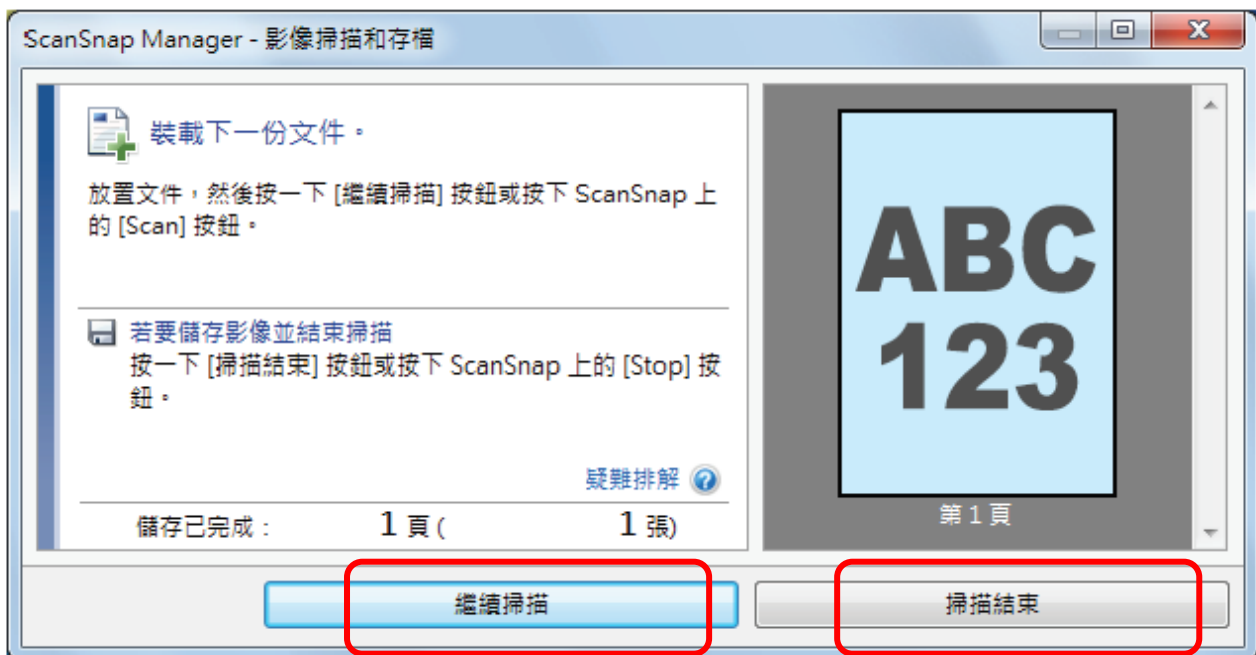 ScanSnap Manager - 影像掃描和存檔
裝載下一份文件。
放置文件，然後按一下 [繼續掃描] 按鈕或按下 ScanSnap 上
的 [Scan] 按鈕。
若要儲存影像並結束掃描
按一下 [掃描結束] 按鈕或按下 ScanSnap 上的 [Stop] 按
鈕。
疑難排解
儲存已完成： 1 頁 ( 1 張)
ABC
123
第 1 頁
繼續掃描
掃描結束